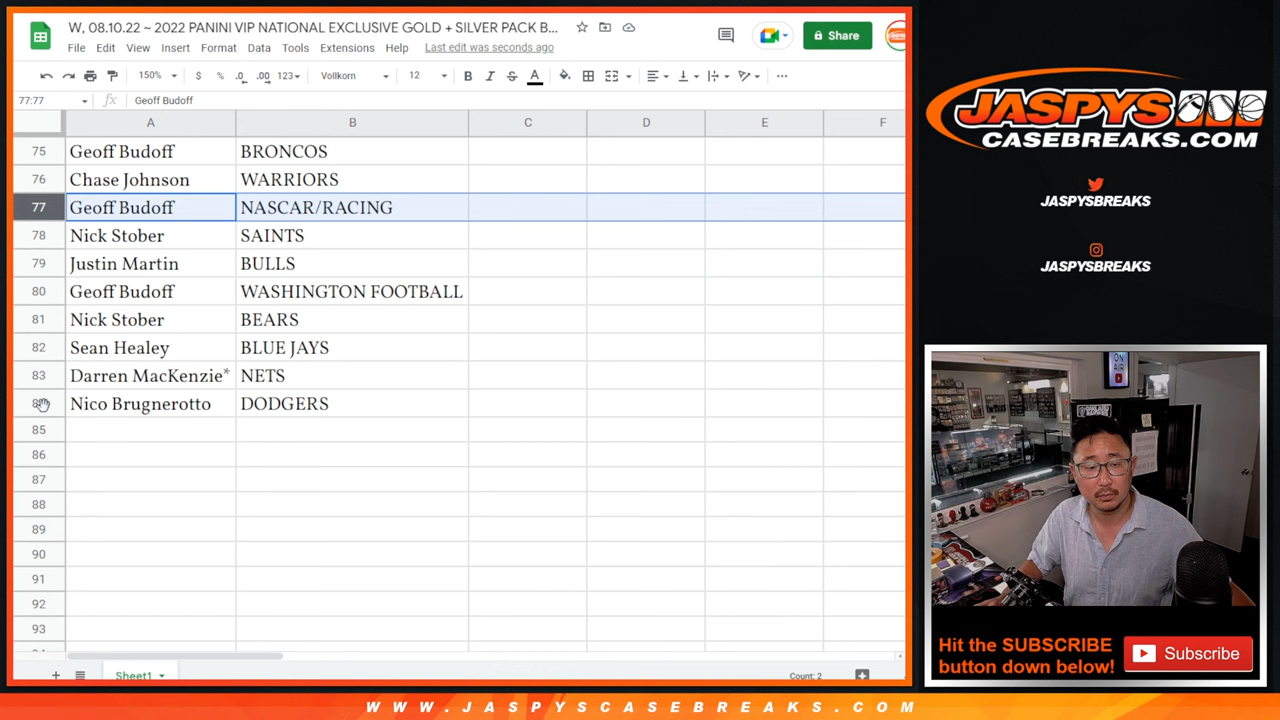 W, 08.10.22 ~ 2022 PANINI VIP NATIONAL EXCLUSIVE GOLD + SILVER PACK B...
File Edit View Insert Format Data Tools Extensions Help Last edit was seconds ago
Share
150% $ % .0 .00 123 Vollkorn 12 B I S A
77:77 fx Geoff Budoff
A B C D E F
75 Geoff Budoff BRONCOS
76 Chase Johnson WARRIORS
77 Geoff Budoff NASCAR/RACING
78 Nick Stober SAINTS
79 Justin Martin BULLS
80 Geoff Budoff WASHINGTON FOOTBALL
81 Nick Stober BEARS
82 Sean Healey BLUE JAYS
83 Darren MacKenzie* NETS
Nico Brugnerotto DODGERS
85
86
87
88
89
90
91
92
93
Sheet1 Count: 2
JASPYS
CASEBREAKS.COM
JASPYSBREAKS
JASPYSBREAKS
ON
AIR
Hit the SUBSCRIBE
button down below!
Subscribe
WWW.JASPYSCASEBREAKS.COM